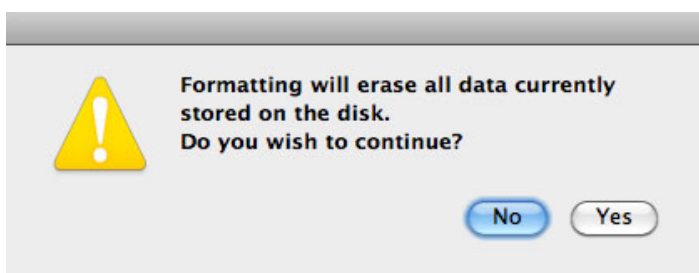 Formatting will erase all data currently
stored on the disk.
Do you wish to continue?
No Yes